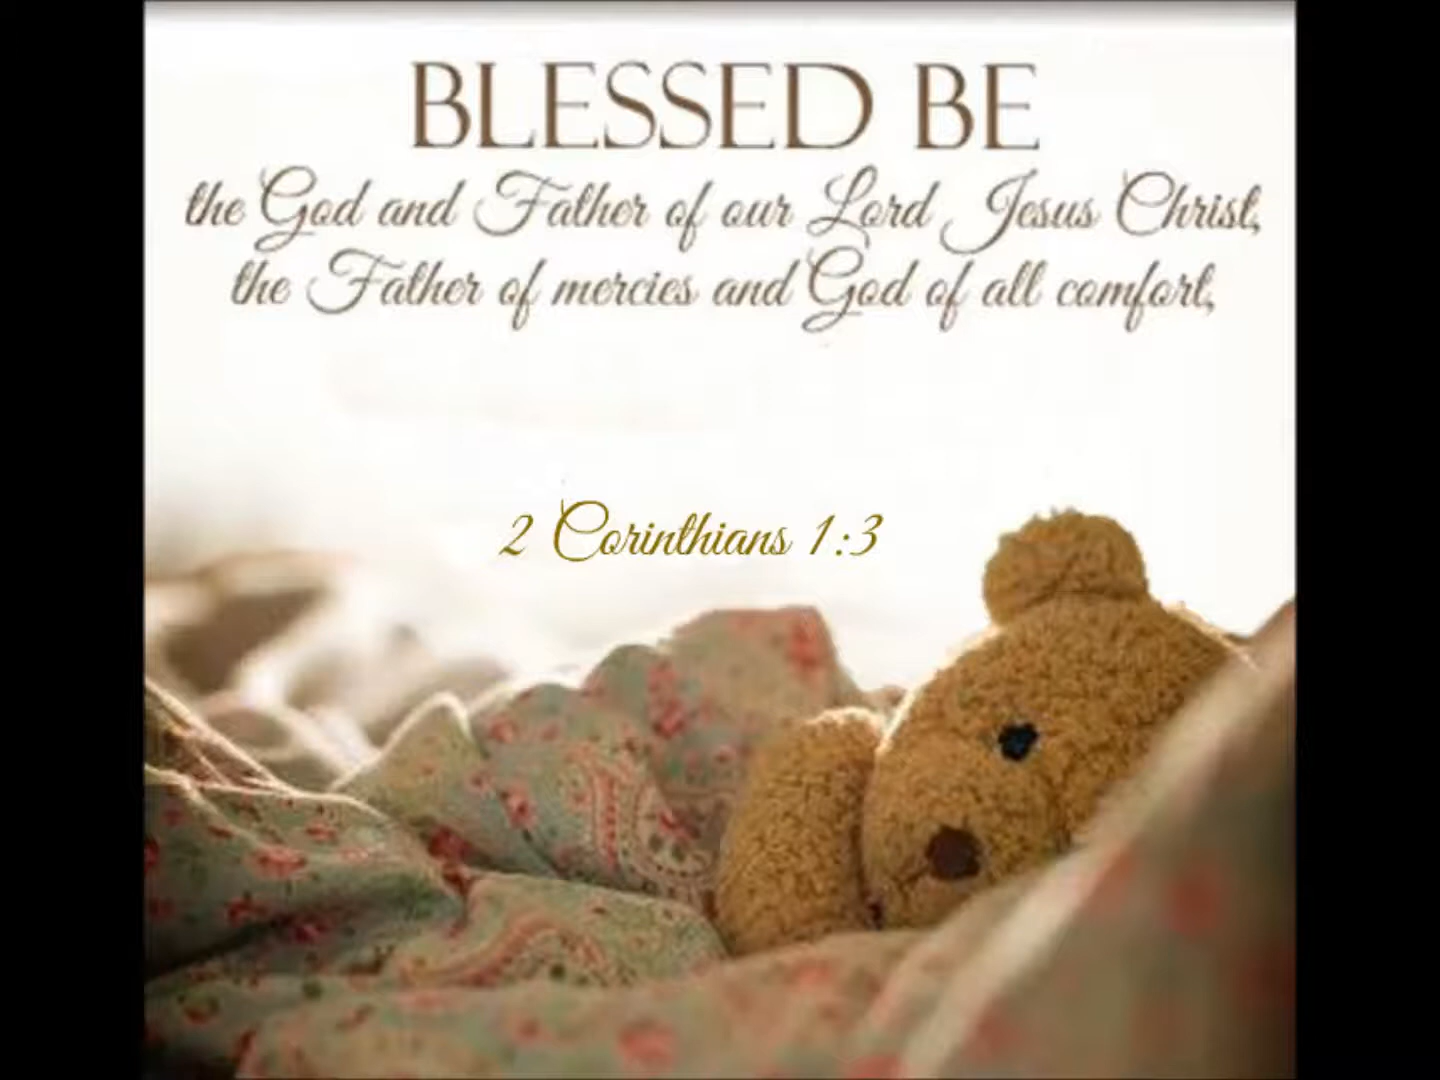 BLESSED BE
the God and Father of our Lord Jesus Christ,
the Father of mercies and God of all comfort,
2 Corinthians 1:3